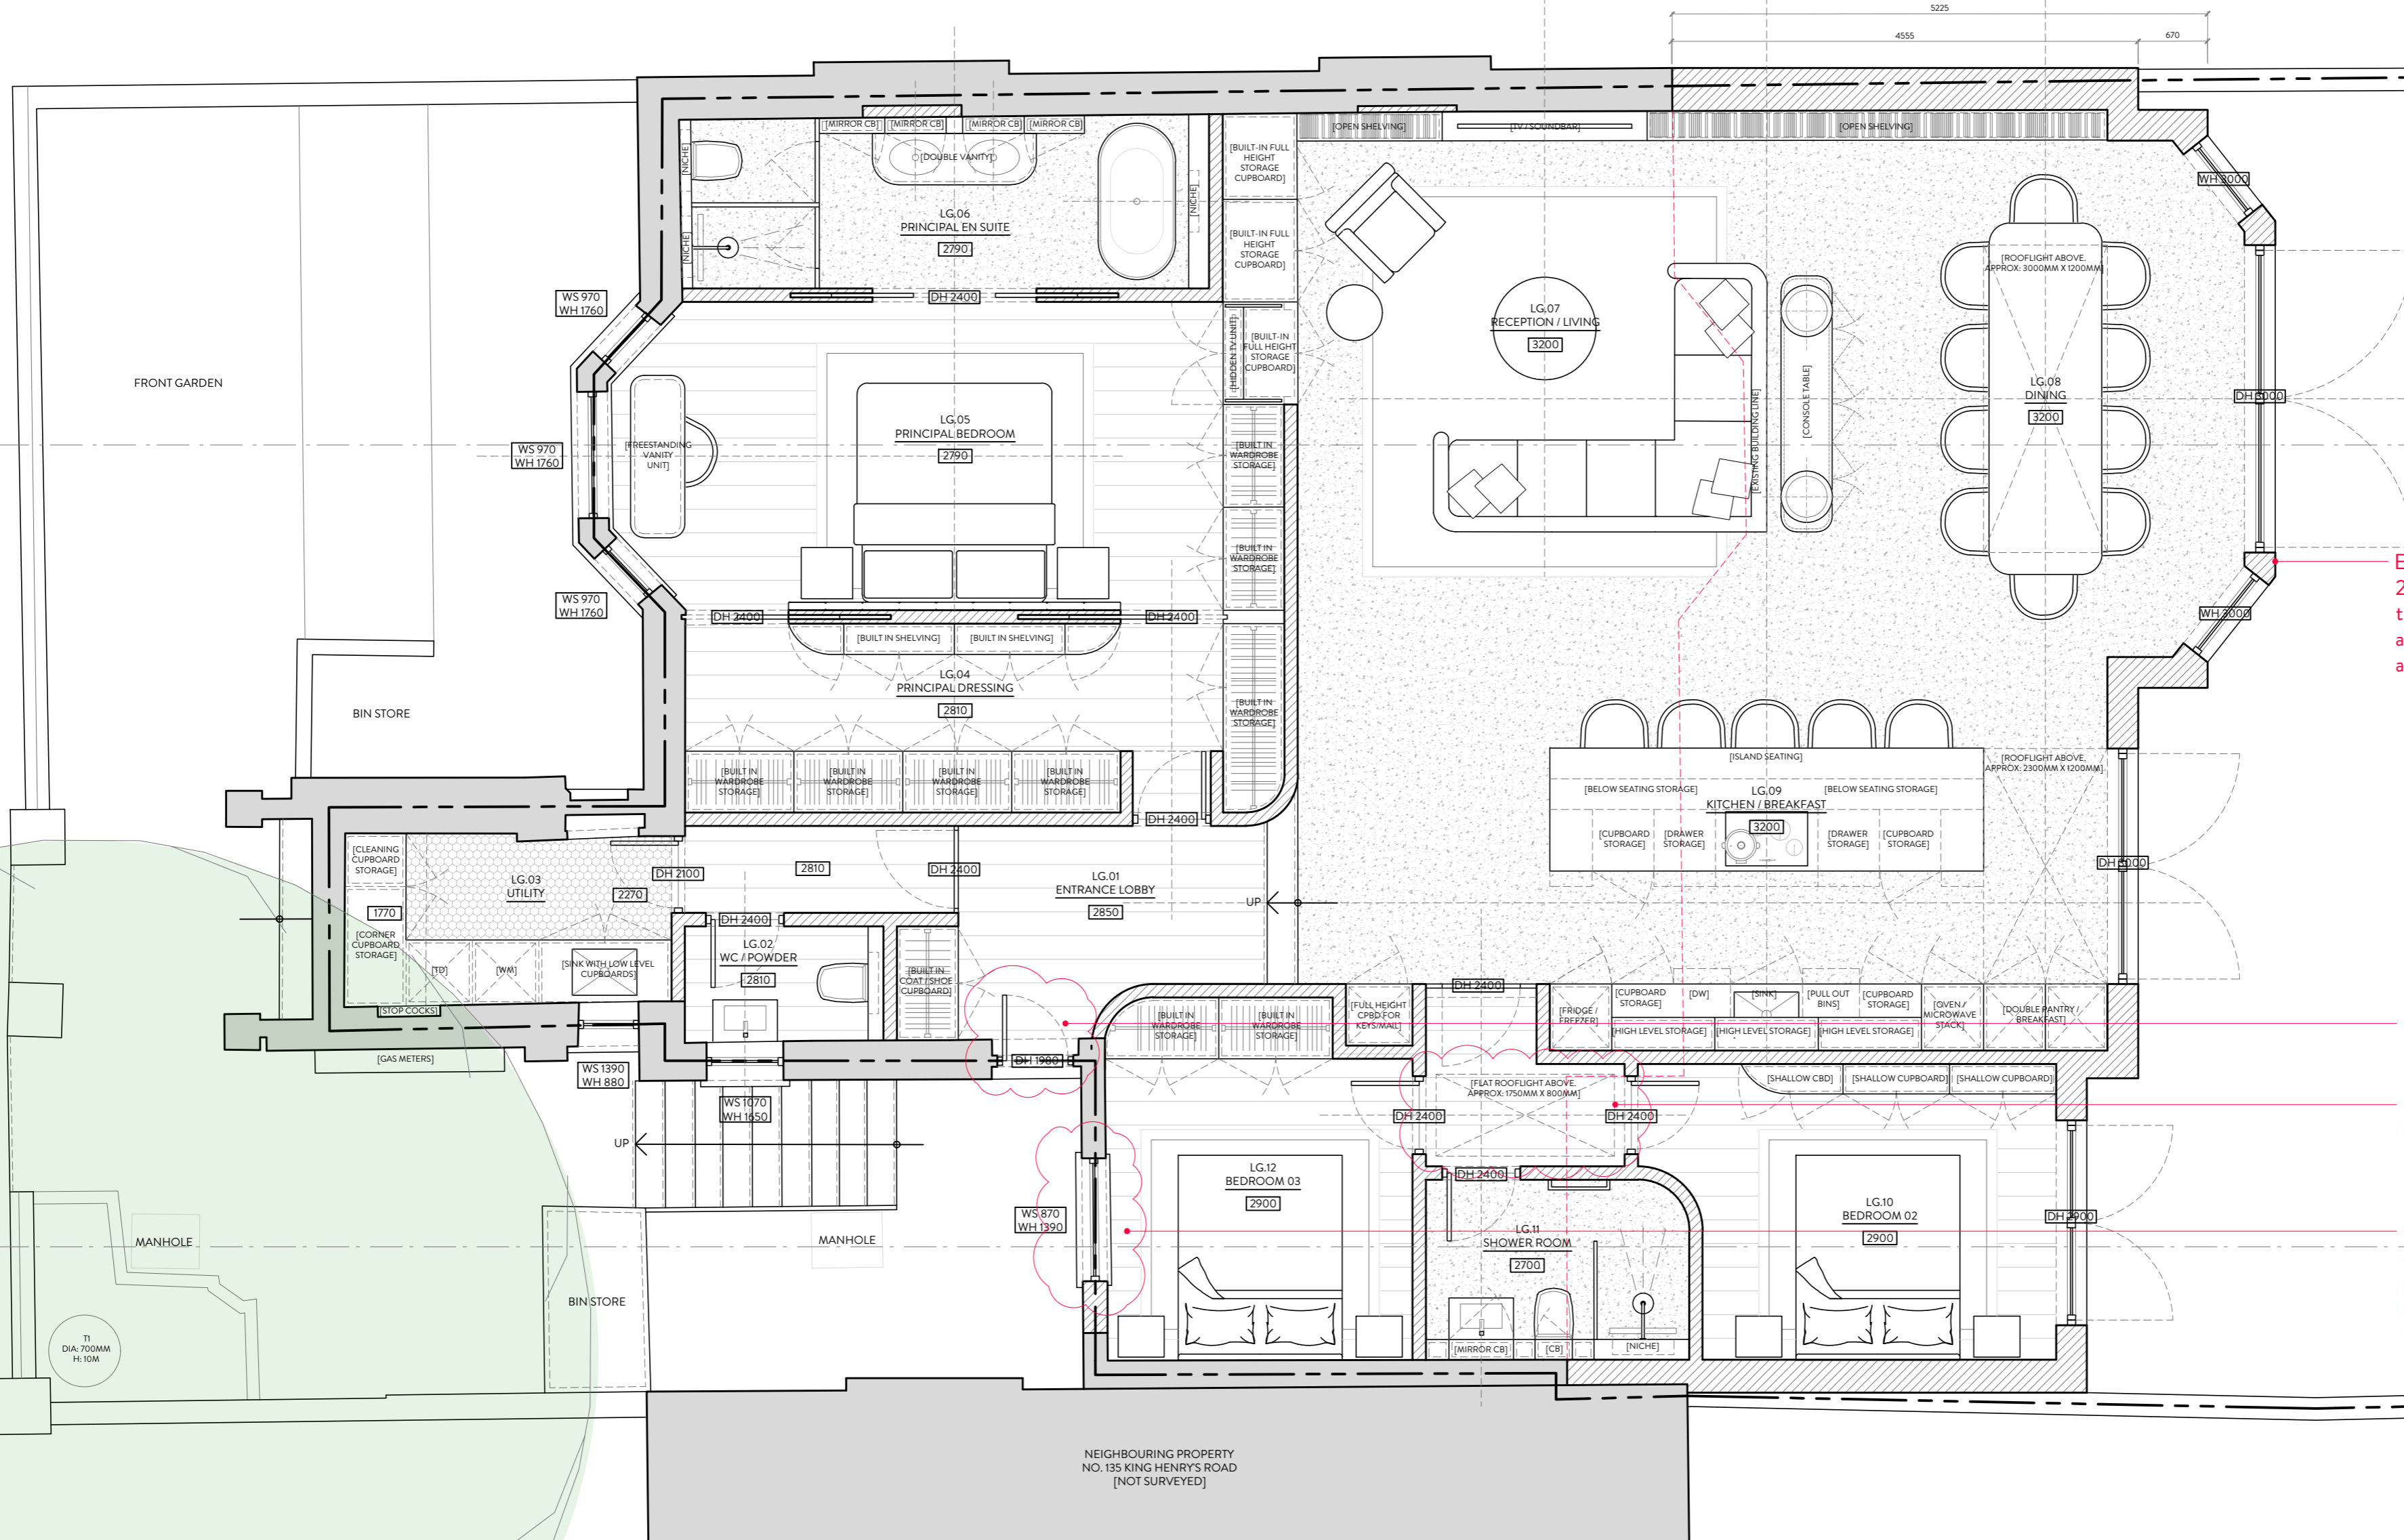 5225
4555
670
[MIRROR CB]
[MIRROR CB]
[MIRROR CB]
[MIRROR CB]
[OPEN SHELVING]
[TV / SOUNDBAR]
[OPEN SHELVING]
[NICHE]
[DOUBLE VANITY]
[BUILT-IN FULL
HEIGHT
STORAGE
CUPBOARD]
WH 3000
[NICHE]
LG.06
PRINCIPAL EN SUITE
2790
[NICHE]
[BUILT-IN FULL
HEIGHT
STORAGE
CUPBOARD]
[ROOFLIGHT ABOVE.
APPROX: 3000MM X 1200MM]
WS 970
WH 1760
DH 2400
LG.07
RECEPTION / LIVING
3200
[HIDDEN TV UNIT]
[BUILT-IN
FULL HEIGHT
STORAGE
CUPBOARD]
FRONT GARDEN
LG.08
DINING
3200
DH 3000
[CONSOLE TABLE]
[EXISTING BUILDING LINE]
LG.05
PRINCIPAL BEDROOM
2790
WS 970
WH 1760
[FREESTANDING
VANITY
UNIT]
[BUILT IN
WARDROBE
STORAGE]
[BUILT IN
WARDROBE
STORAGE]
E
2
t
a
a
WS 970
WH 1760
DH 2400
DH 2400
WH 3000
[BUILT IN SHELVING]
[BUILT IN SHELVING]
LG.04
PRINCIPAL DRESSING
2810
[BUILT IN
WARDROBE
STORAGE]
BIN STORE
[BUILT IN
WARDROBE
STORAGE]
[BUILT IN
WARDROBE
STORAGE]
[BUILT IN
WARDROBE
STORAGE]
[BUILT IN
WARDROBE
STORAGE]
[ISLAND SEATING]
[ROOFLIGHT ABOVE,
APPROX: 2300MM X 1200MM]
[BELOW SEATING STORAGE]
LG.09
KITCHEN / BREAKFAST
3200
[BELOW SEATING STORAGE]
DH 2400
[CUPBOARD
STORAGE]
[DRAWER
STORAGE]
[DRAWER
STORAGE]
[CUPBOARD
STORAGE]
DH 3000
[CLEANING
CUPBOARD
STORAGE]
LG.03
UTILITY
2270
DH 2100
2810
DH 2400
LG.01
ENTRANCE LOBBY
2850
UP
1770
[CORNER
CUPBOARD
STORAGE]
DH 2400
LG.02
WC / POWDER
2810
[TD]
[WM]
[SINK WITH LOW LEVEL
CUPBOARDS]
[BUILT IN
COAT / SHOE
CUPBOARD]
DH 2400
[STOP COCKS]
[BUILT IN
WARDROBE
STORAGE]
[BUILT IN
WARDROBE
STORAGE]
[FULL HEIGHT
CPBD FOR
KEYS/MAIL]
[FRIDGE /
FREEZER]
[CUPBOARD
STORAGE]
[DW]
[SINK]
[PULL OUT
BINS]
[CUPBOARD
STORAGE]
[OVEN /
MICROWAVE
STACK]
[DOUBLE PANTRY /
BREAKFAST]
[HIGH LEVEL STORAGE]
[HIGH LEVEL STORAGE]
[HIGH LEVEL STORAGE]
[GAS METERS]
DH 1980
WS 1390
WH 880
WS 1070
WH 1650
[FLAT ROOFLIGHT ABOVE.
APPROX: 1750MM X 800MM]
[SHALLOW CBD]
[SHALLOW CUPBOARD]
[SHALLOW CUPBOARD]
DH 2400
DH 2400
UP
DH 2400
LG.12
BEDROOM 03
2900
WS 870
WH 1390
LG.10
BEDROOM 02
2900
DH 2900
LG.11
SHOWER ROOM
2700
MANHOLE
MANHOLE
BIN STORE
T1
DIA: 700MM
H: 10M
[MIRROR CB]
[CB]
[NICHE]
NEIGHBOURING PROPERTY
NO. 135 KING HENRY'S ROAD
[NOT SURVEYED]